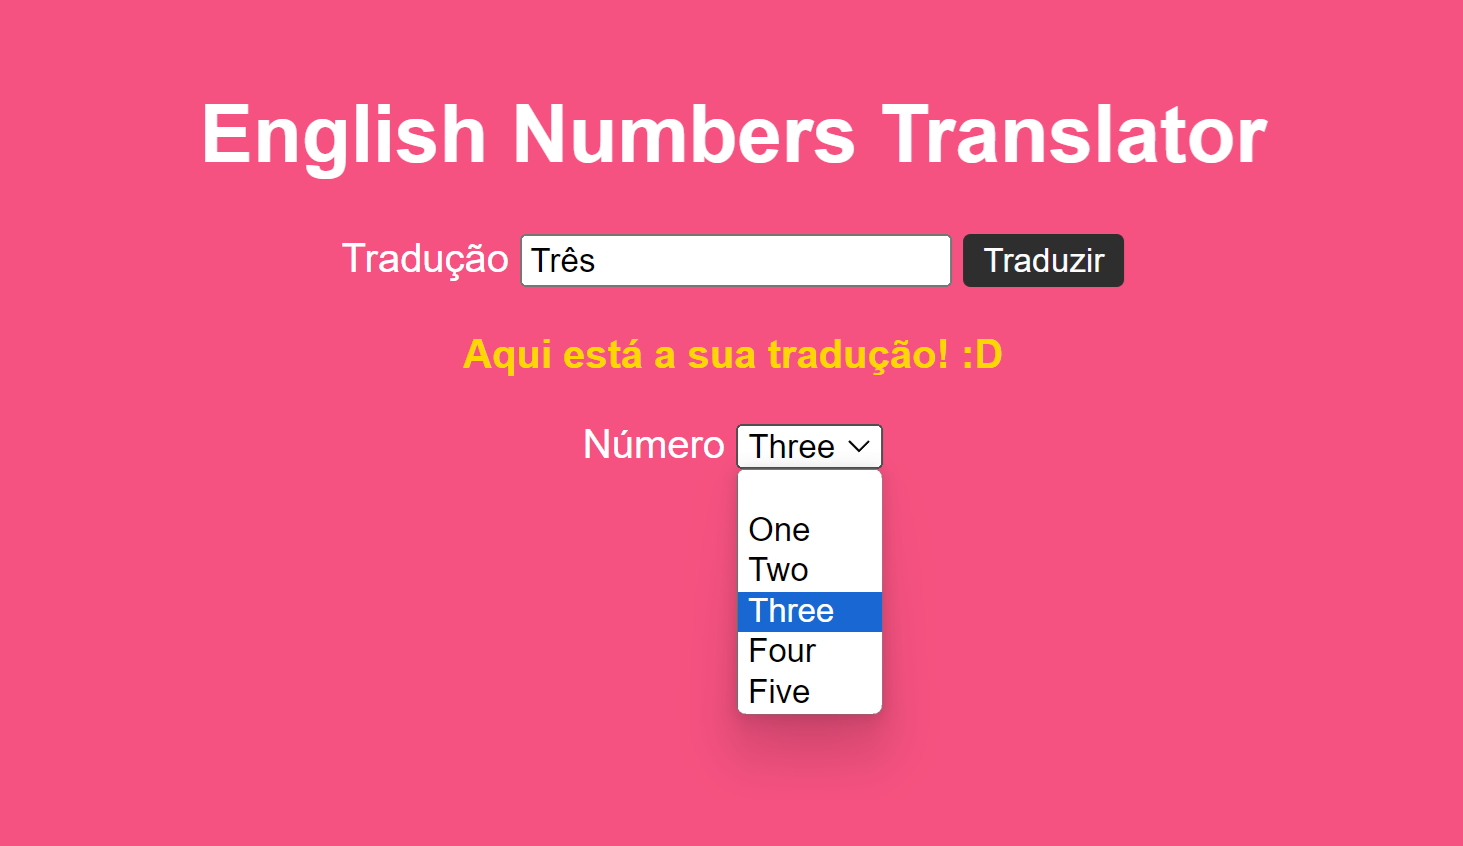 English Numbers Translator
Tradução Três Traduzir
Aqui está a sua tradução! :D
Número Three
One
Two
Three
Four
Five